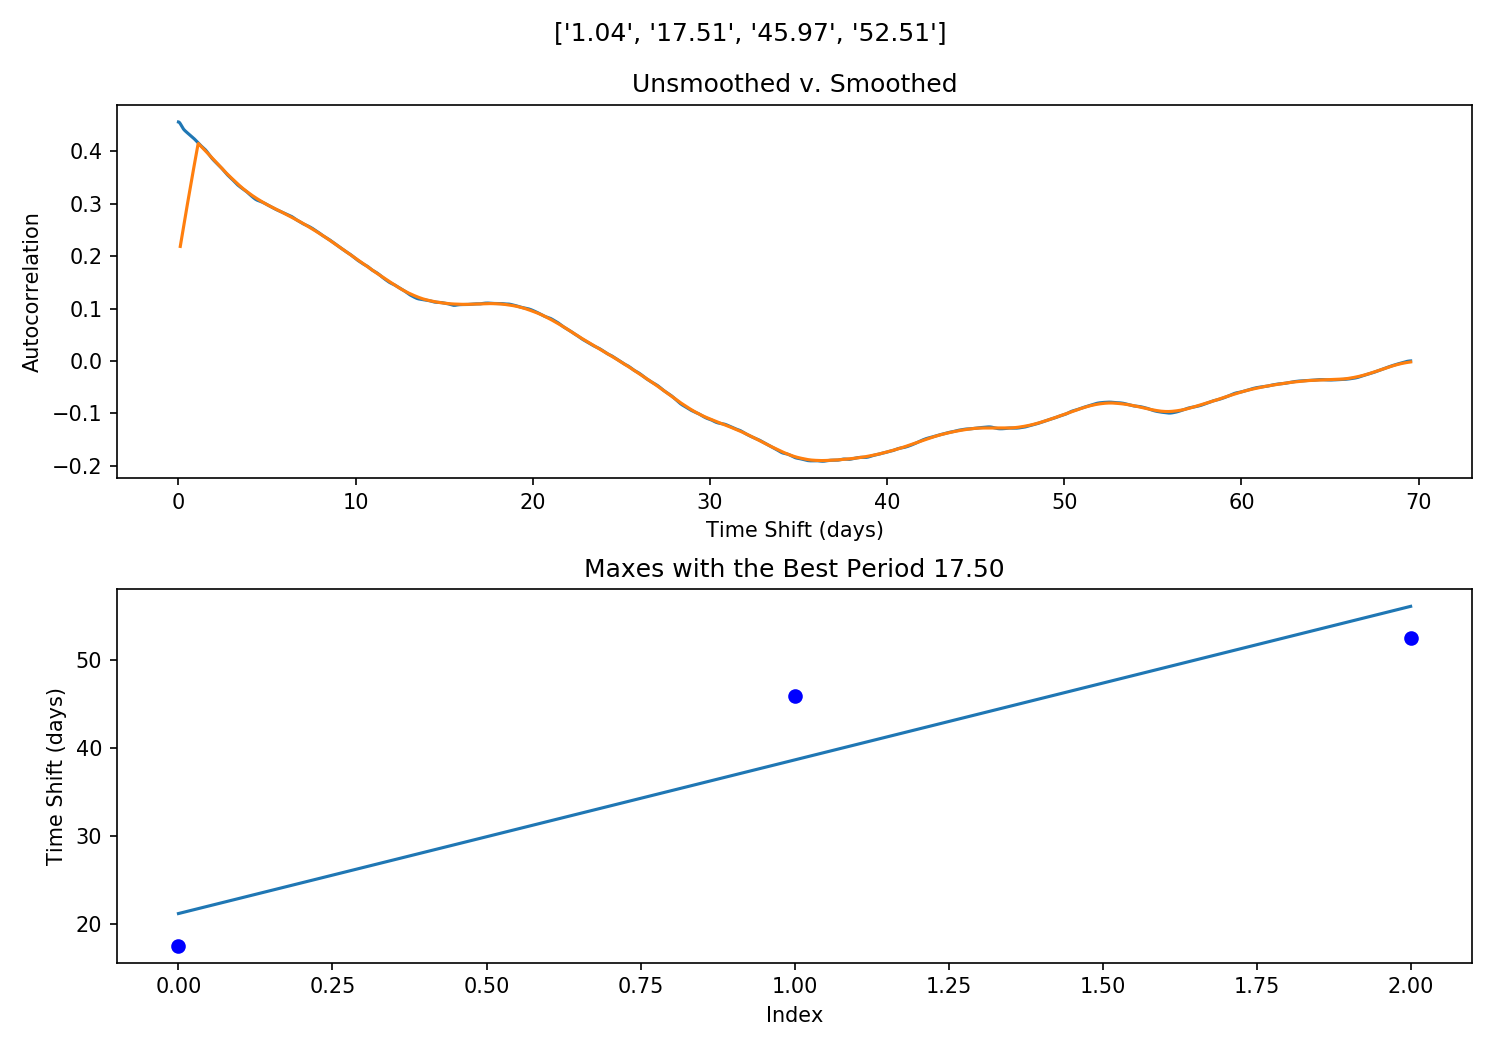 ['1.04', '17.51', '45.97', '52.51']
Unsmoothed v. Smoothed
Autocorrelation
0.4
0.3
0.2
0.1
0.0
−0.1
−0.2
0 10 20 30 40 50 60 70
Time Shift (days)
Maxes with the Best Period 17.50
Time Shift (days)
50
40
30
20
0.00 0.25 0.50 0.75 1.00 1.25 1.50 1.75 2.00
Index